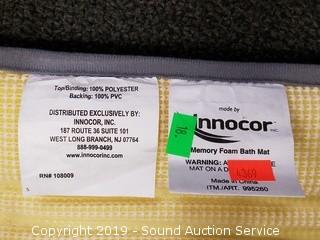 Top/Binding: 100% POLYESTER
Backing: 100% PVC
DISTRIBUTED EXCLUSIVELY BY:
INNOCOR, INC.
187 ROUTE 36 SUITE 101
WEST LONG BRANCH, NJ 07764
888-999-0499
www.innocorinc.com
RN# 108009
S
made by
innocor INC.
18.
Memory Foam Bath Mat
WARNING: A
MAT ON A D
Made in China
(ITM./ART. 995260)
Copyright 2019 - Sound Auction Service